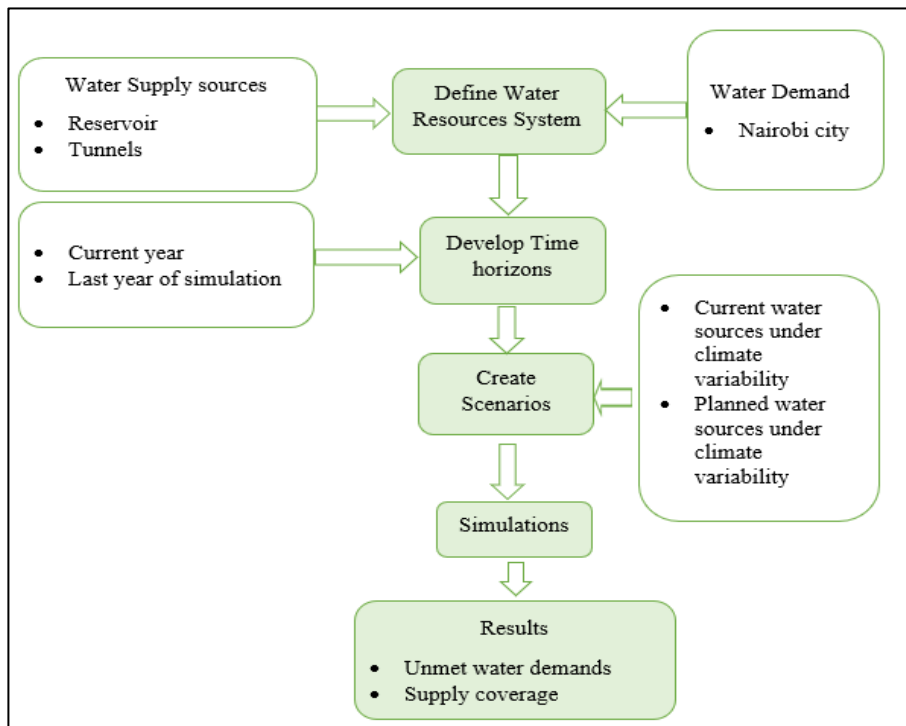 Water Supply sources
• Reservoir
• Tunnels
Define Water
Resources System
Water Demand
• Nairobi city
• Current year
• Last year of simulation
Develop Time
horizons
Create
Scenarios
• Current water
sources under
climate
variability
• Planned water
sources under
climate
variability
Simulations
Results
• Unmet water demands
• Supply coverage